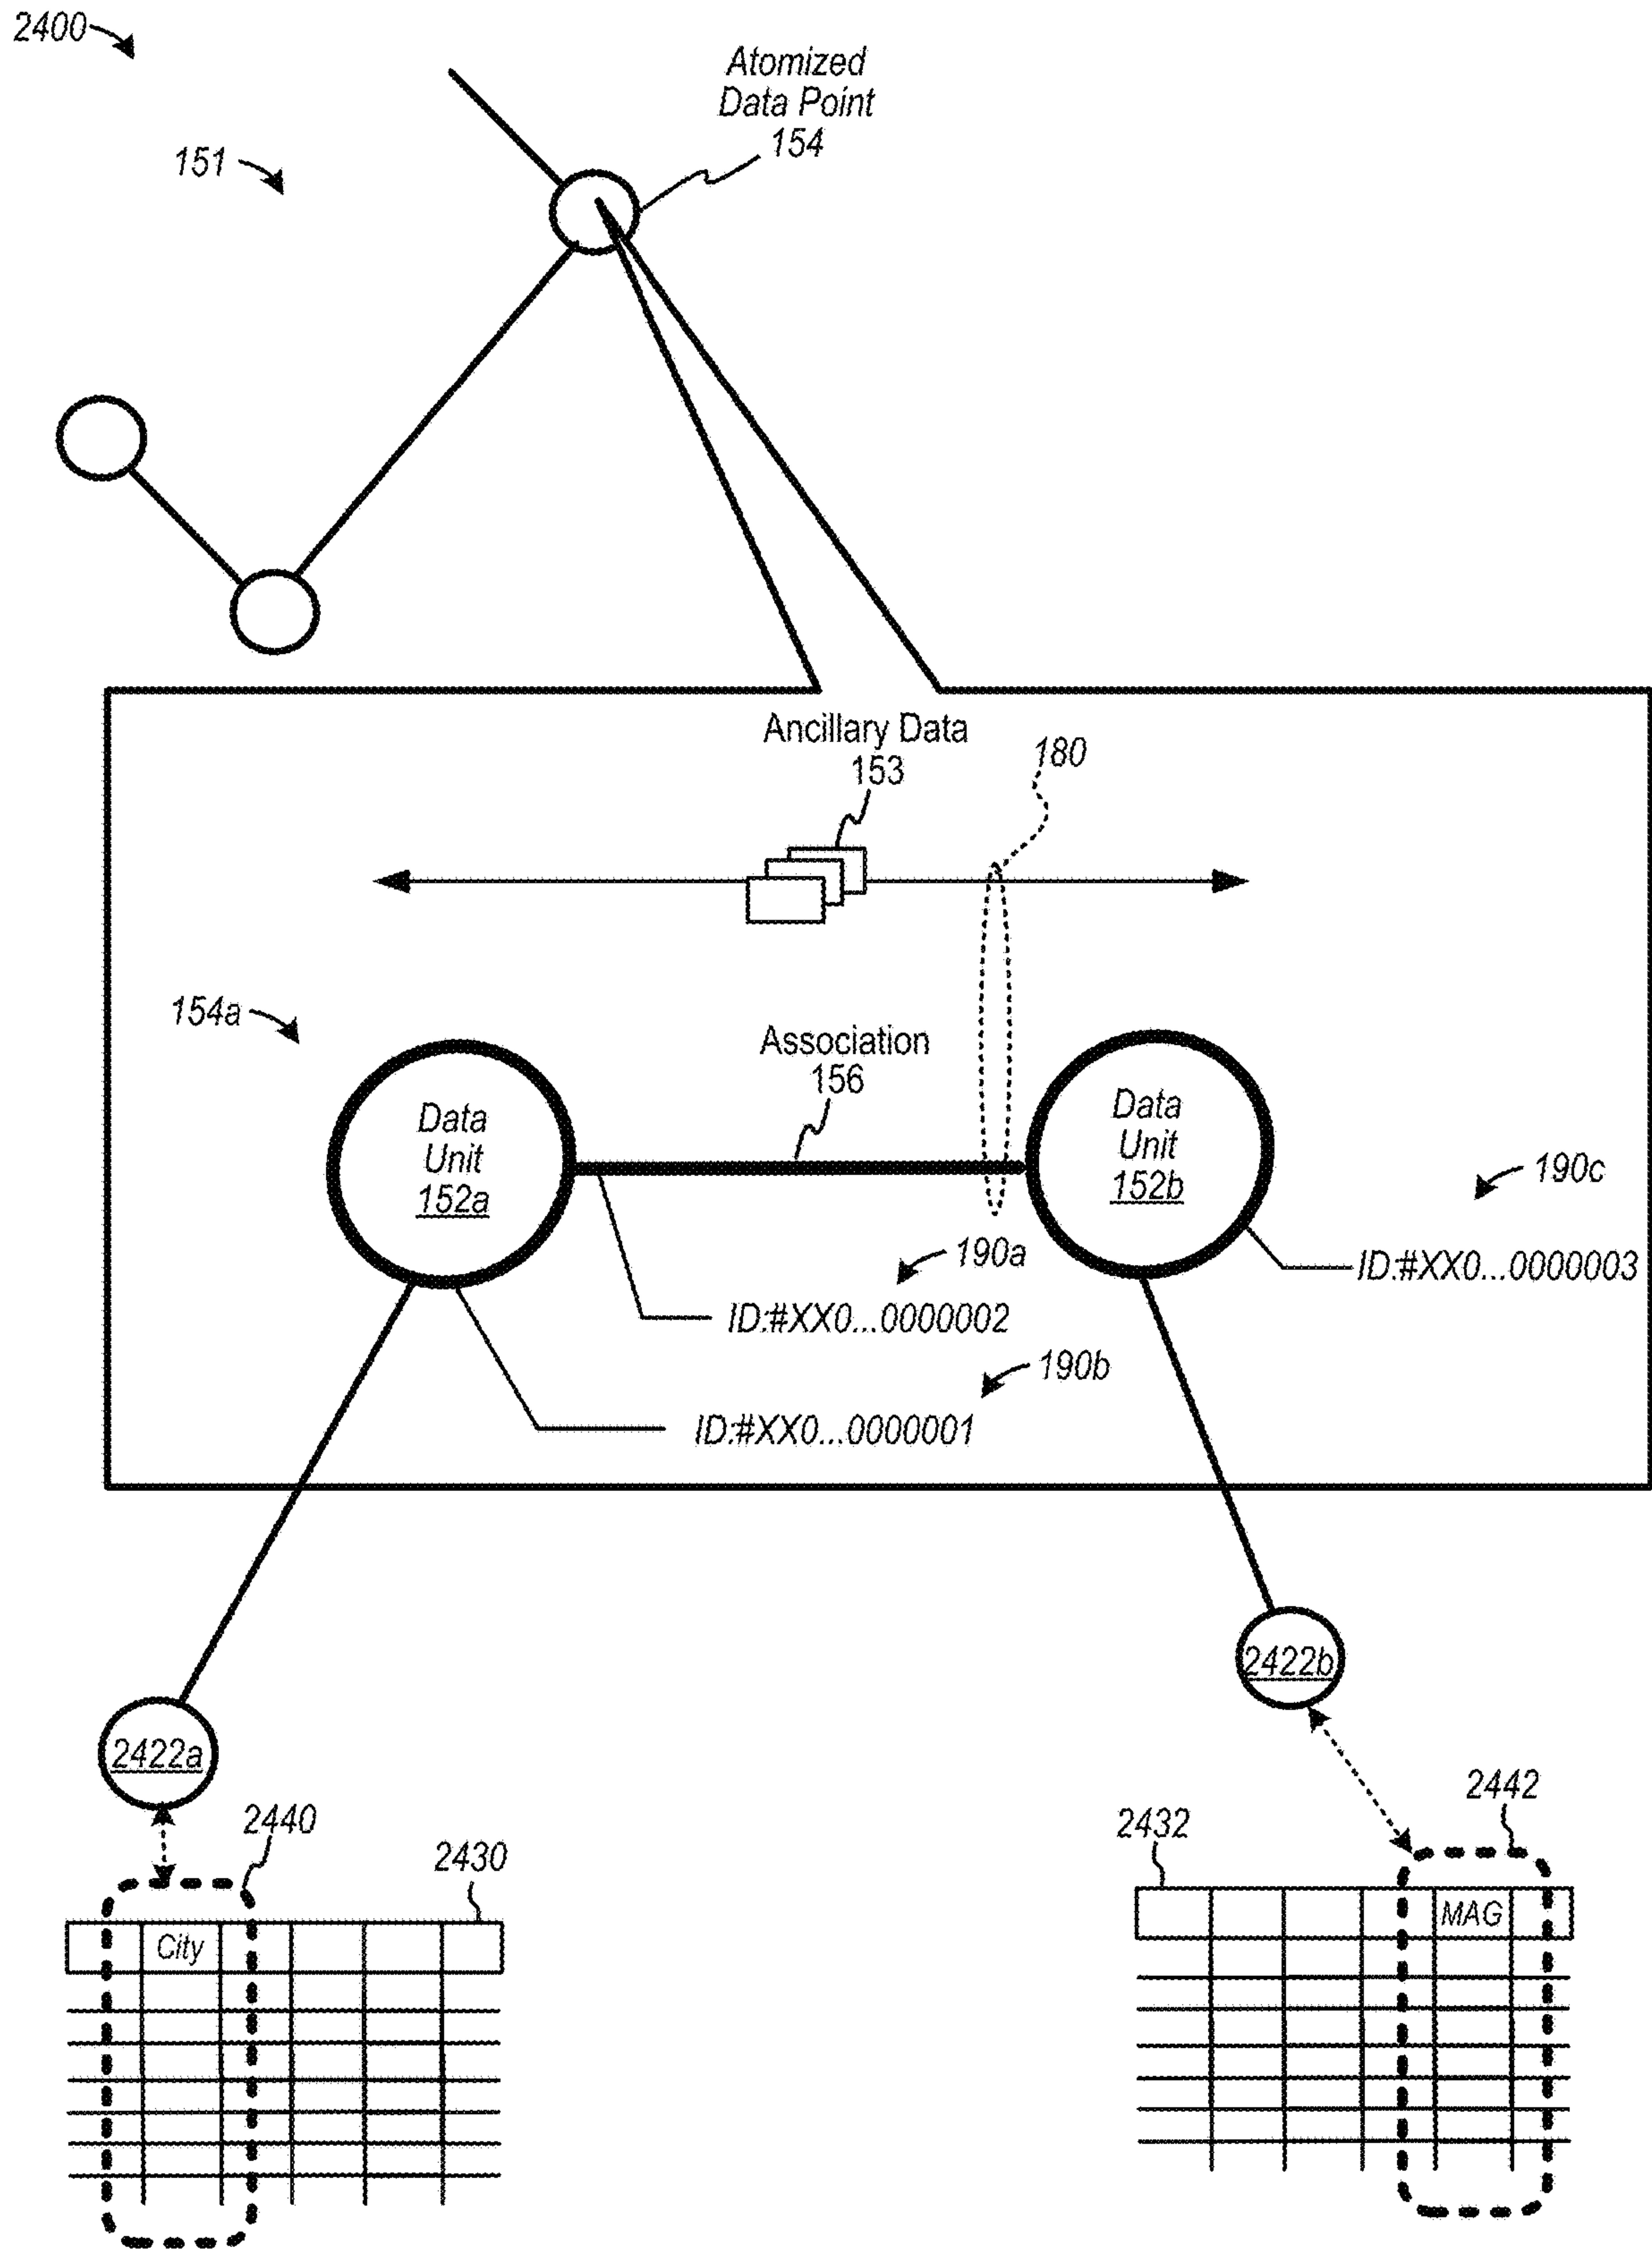 2400
Atomized
Data Point
154
151
Ancillary Data
153
180
154a
Association
156
Data
Unit
152a
Data
Unit
152b
190c
190a
ID:#XX0...0000003
ID:#XX0...0000002
190b
ID:#XX0...0000001
2422b
2422a
2442
2440
2432
2430
MAG
City